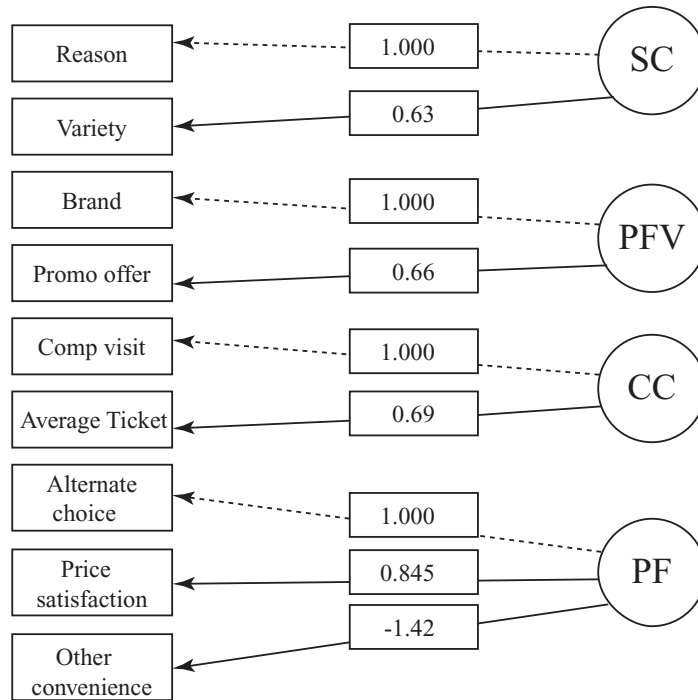 Reason
1.000
SC
Variety
0.63
Brand
1.000
PFV
Promo offer
0.66
Comp visit
1.000
CC
Average Ticket
0.69
Alternate
choice
1.000
PF
Price
satisfaction
0.845
Other
convenience
-1.42